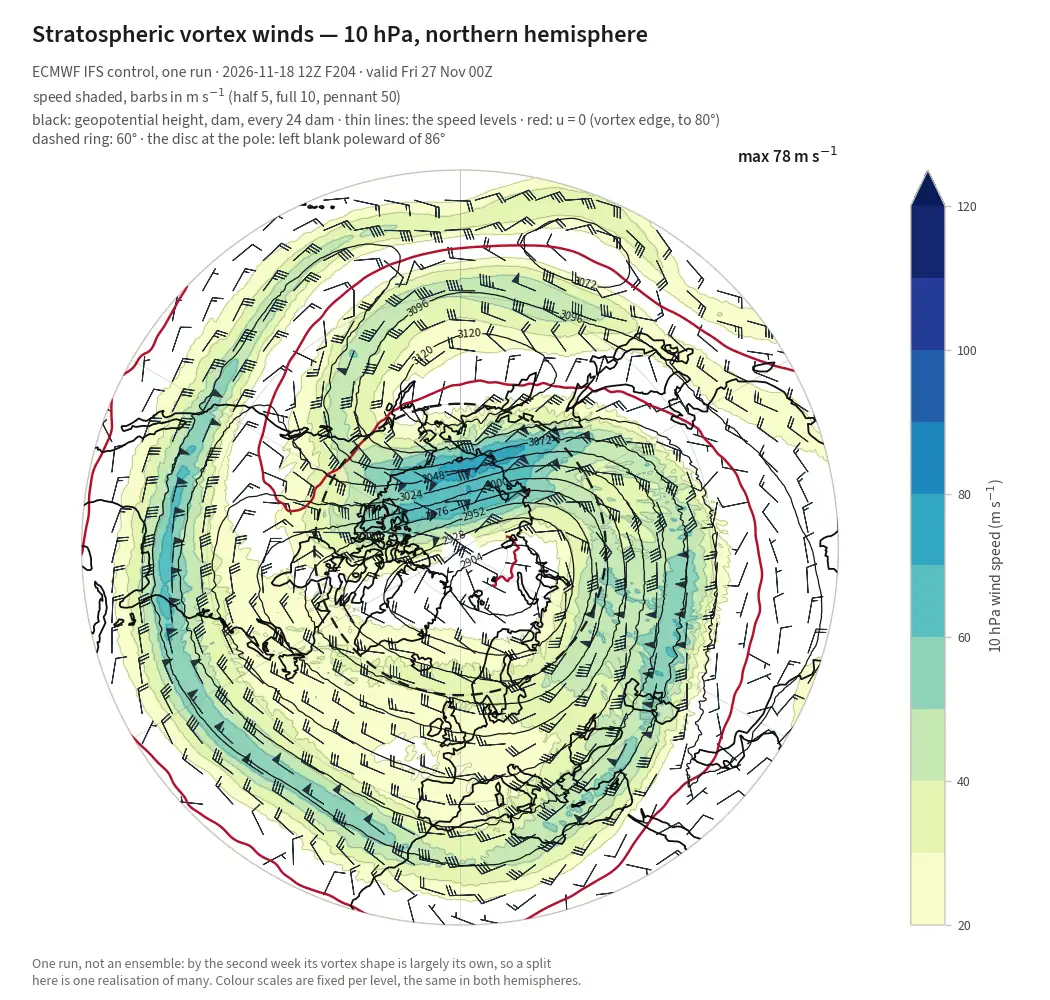 Stratospheric vortex winds — 10 hPa, northern hemisphere
ECMWF IFS control, one run · 2026-11-18 12Z F204 · valid Fri 27 Nov 00Z
speed shaded, barbs in m s⁻¹ (half 5, full 10, pennant 50)
black: geopotential height, dam, every 24 dam · thin lines: the speed levels · red: u = 0 (vortex edge, to 80°)
dashed ring: 60° · the disc at the pole: left blank poleward of 86°
max 78 m s⁻¹
120
100
80
60
40
20
10 hPa wind speed (m s⁻¹)
3072
3096
3096
3120
3120
3072
3048
3024
2952
2904
One run, not an ensemble: by the second week its vortex shape is largely its own, so a split
here is one realisation of many. Colour scales are fixed per level, the same in both hemispheres.